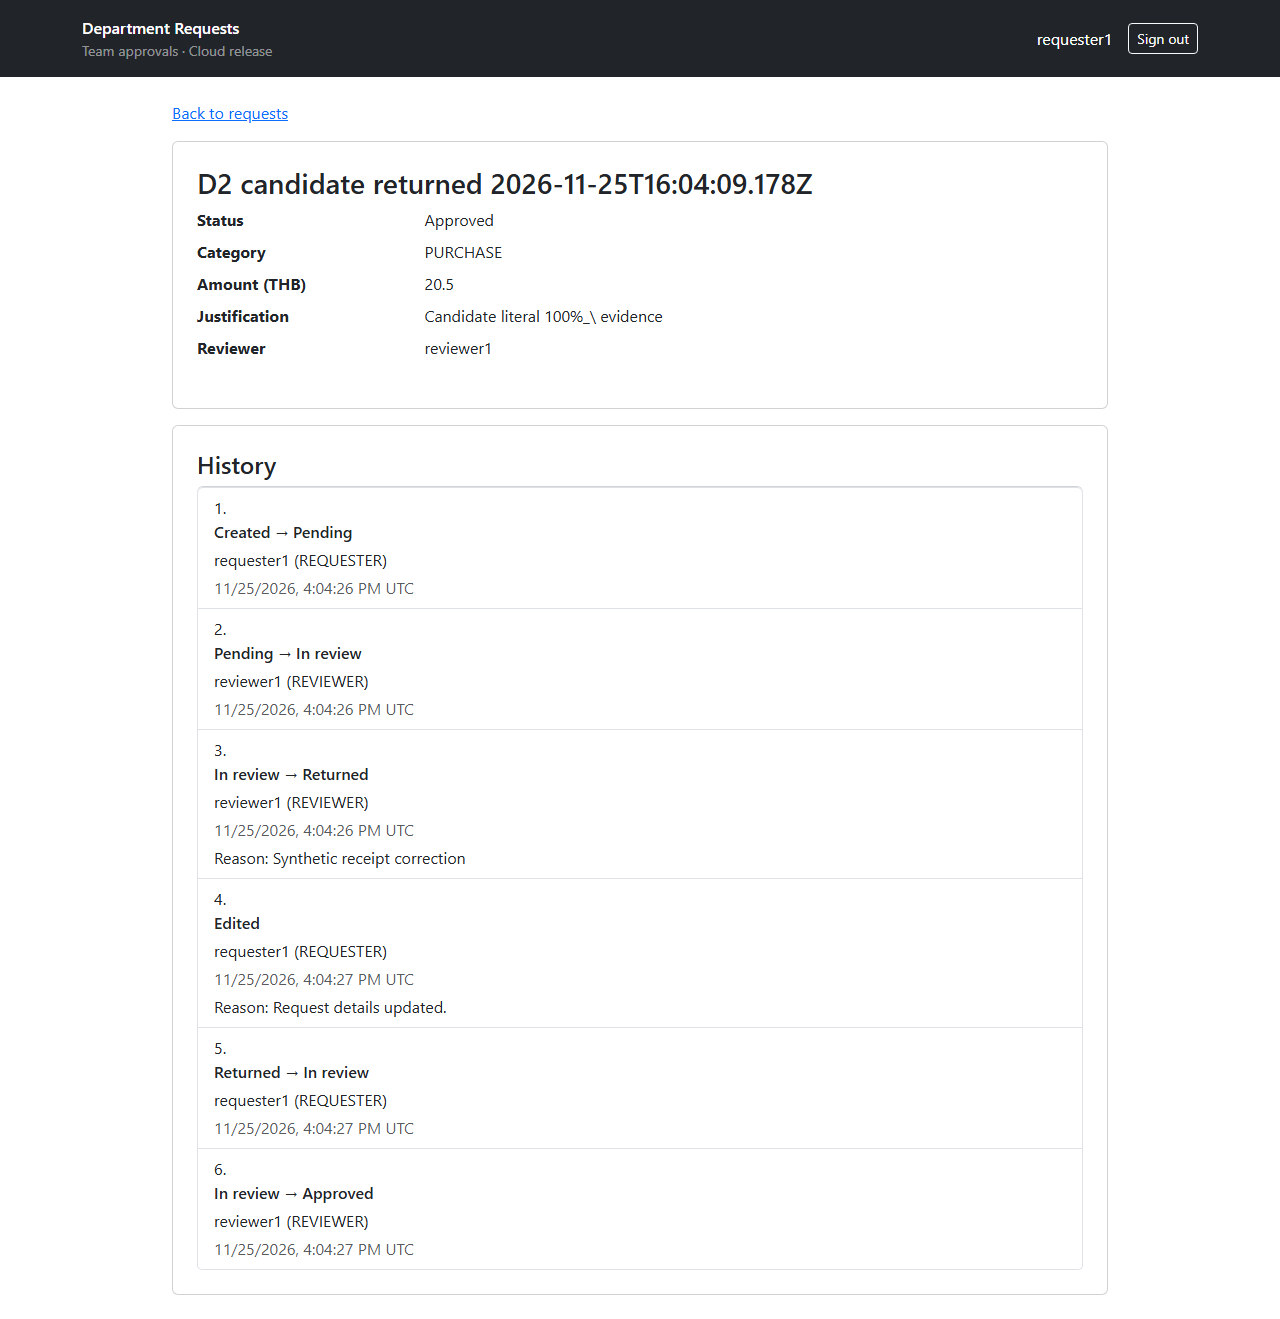 Department Requests
Team approvals · Cloud release
requester1
Sign out
Back to requests
D2 candidate returned 2026-11-25T16:04:09.178Z
Status Approved
Category PURCHASE
Amount (THB) 20.5
Justification Candidate literal 100%_\ evidence
Reviewer reviewer1
History
1.
Created → Pending
requester1 (REQUESTER)
11/25/2026, 4:04:26 PM UTC
2.
Pending → In review
reviewer1 (REVIEWER)
11/25/2026, 4:04:26 PM UTC
3.
In review → Returned
reviewer1 (REVIEWER)
11/25/2026, 4:04:26 PM UTC
Reason: Synthetic receipt correction
4.
Edited
requester1 (REQUESTER)
11/25/2026, 4:04:27 PM UTC
Reason: Request details updated.
5.
Returned → In review
requester1 (REQUESTER)
11/25/2026, 4:04:27 PM UTC
6.
In review → Approved
reviewer1 (REVIEWER)
11/25/2026, 4:04:27 PM UTC